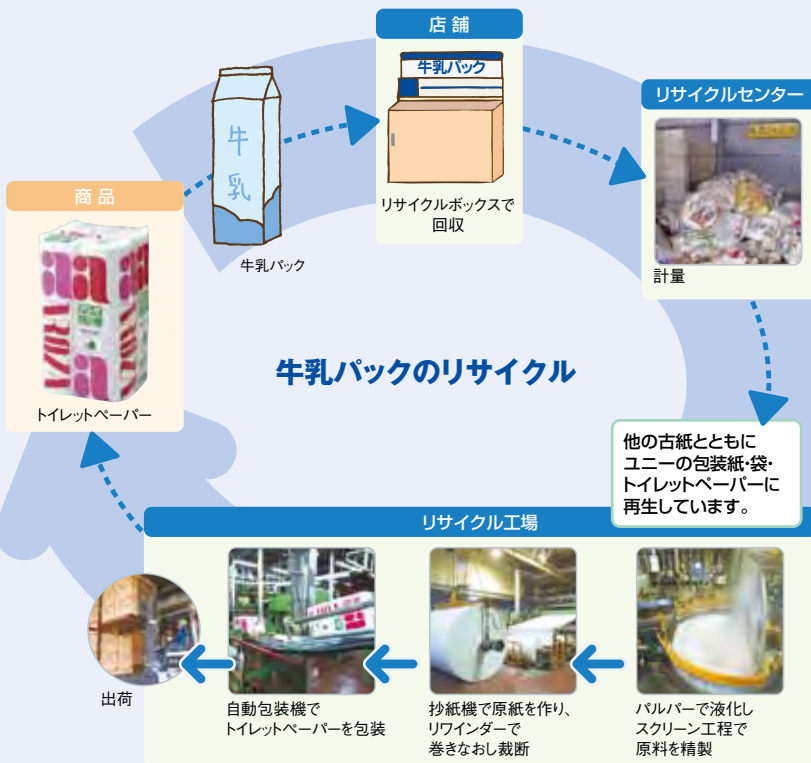 店 舗
牛乳パック
リサイクルボックスで
回収
リサイクルセンター
計量
牛
乳
牛乳パック
商 品
トイレットペーパー
牛乳パックのリサイクル
他の古紙とともに
ユニーの包装紙・袋・
トイレットペーパーに
再生しています。
リサイクル工場
パルパーで液化し
スクリーン工程で
原料を精製
抄紙機で原紙を作り、
リワインダーで
巻きなおし裁断
自動包装機で
トイレットペーパーを包装
出荷